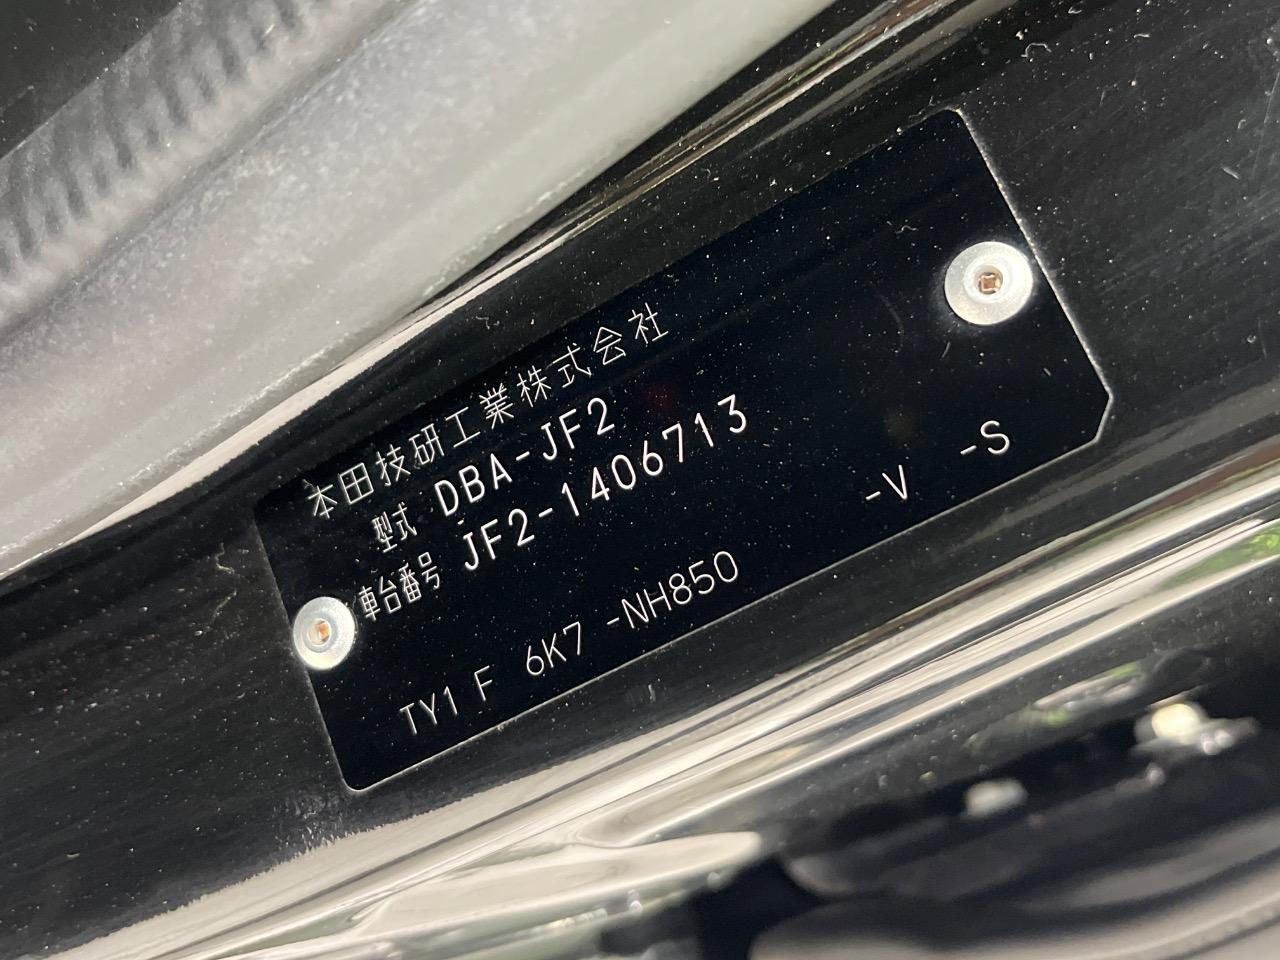 本田技研工業株式会社
型式 DBA-JF2
車台番号 JF2-1406713
-V -S
TY1 F 6K7 -NH850